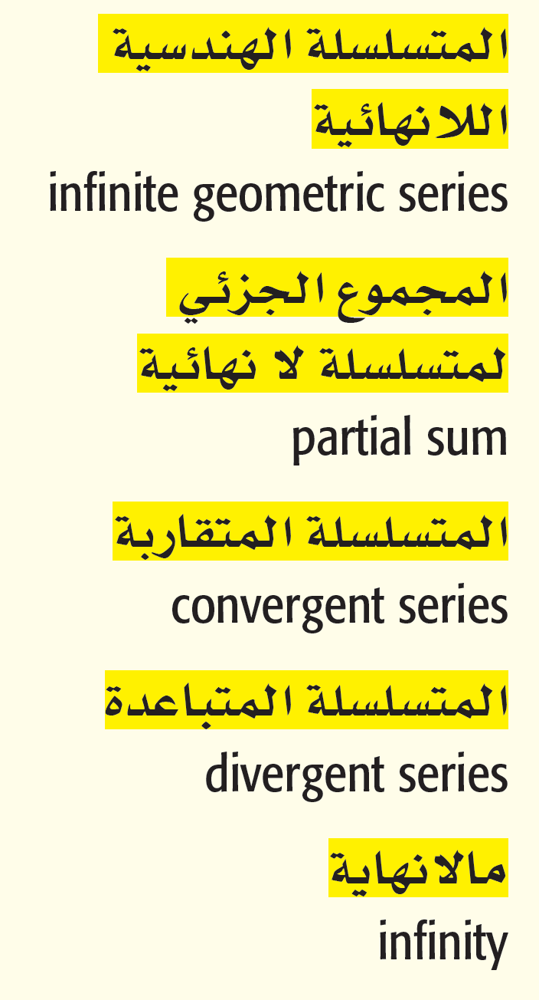 المتسلسلة الهندسية
اللانهائية
infinite geometric series
المجموع الجزئي
لمتسلسلة لا نهائية
partial sum
المتسلسلة المتقاربة
convergent series
المتسلسلة المتباعدة
divergent series
مالانهاية
infinity